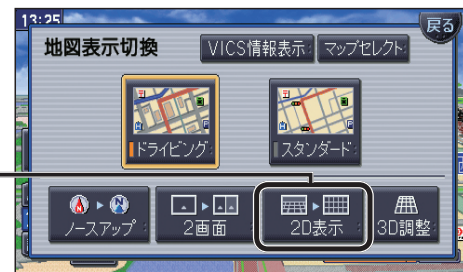 13:25
戻る
地図表示切換
VICS情報表示
マップセレクト
ドライビング
スタンダード
ノースアップ
2画面
2D表示
3D調整